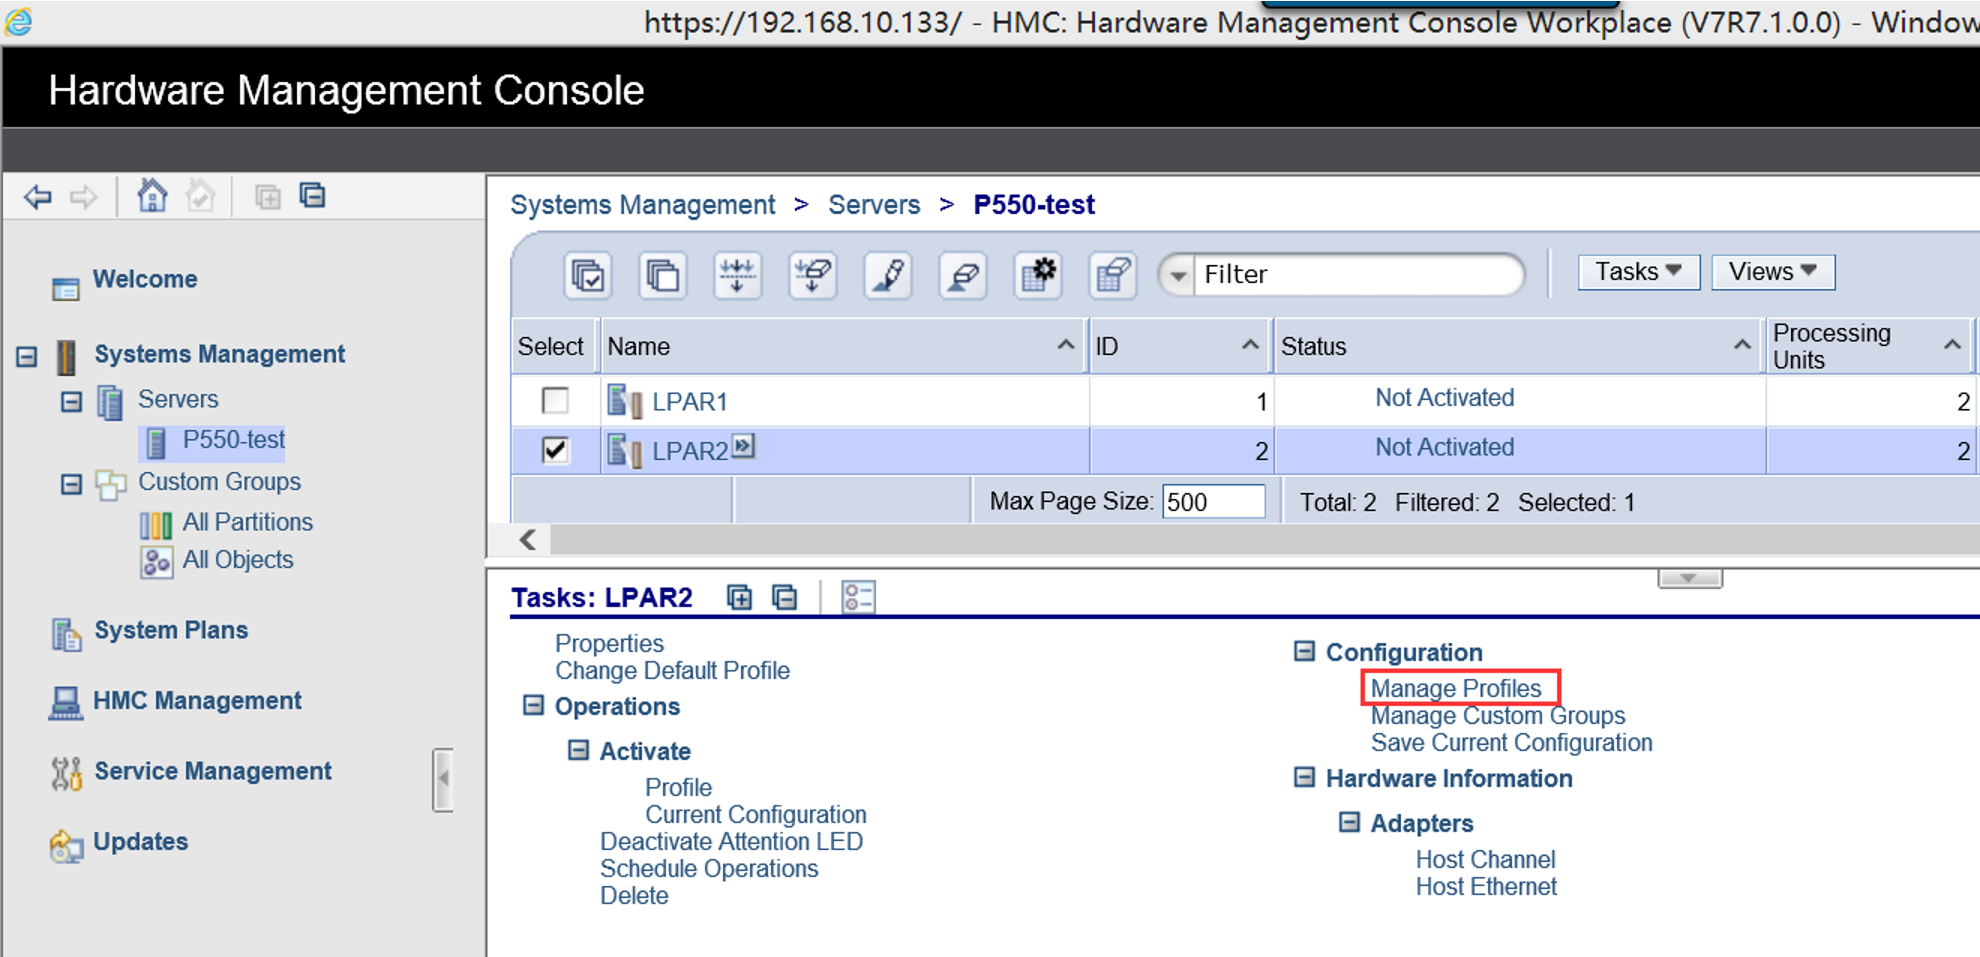 https://192.168.10.133/ - HMC: Hardware Management Console Workplace (V7R7.1.0.0) - Window
Hardware Management Console
Welcome
Systems Management
Servers
P550-test
Custom Groups
All Partitions
All Objects
System Plans
HMC Management
Service Management
Updates
Systems Management > Servers > P550-test
Filter
Tasks
Views
Select Name ID Status Processing Units
LPAR1 1 Not Activated 2
LPAR2 2 Not Activated 2
Max Page Size: 500 Total: 2 Filtered: 2 Selected: 1
Tasks: LPAR2
Properties
Change Default Profile
Operations
Activate
Profile
Current Configuration
Deactivate Attention LED
Schedule Operations
Delete
Configuration
Manage Profiles
Manage Custom Groups
Save Current Configuration
Hardware Information
Adapters
Host Channel
Host Ethernet